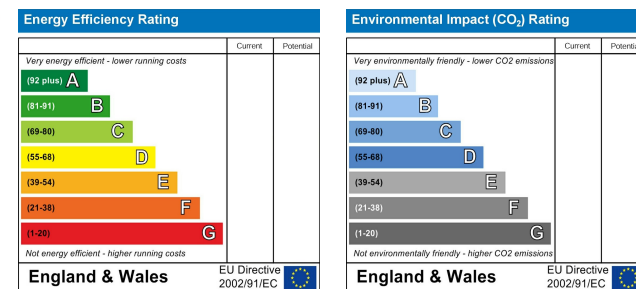 Energy Efficiency Rating
Current Potential
Very energy efficient - lower running costs
(92 plus) A
(81-91) B
(69-80) C
(55-68) D
(39-54) E
(21-38) F
(1-20) G
Not energy efficient - higher running costs
England & Wales
EU Directive
2002/91/EC
Environmental Impact (CO2) Rating
Current Potential
Very environmentally friendly - lower CO2 emissions
(92 plus) A
(81-91) B
(69-80) C
(55-68) D
(39-54) E
(21-38) F
(1-20) G
Not environmentally friendly - higher CO2 emissions
England & Wales
EU Directive
2002/91/EC